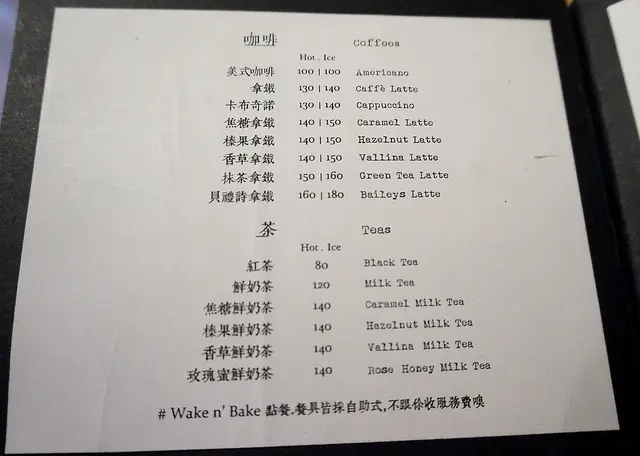 咖啡 Coffees
Hot . Ice
美式咖啡 100 | 100 Americano
拿鐵 130 | 140 Caffè Latte
卡布奇諾 130 | 140 Cappuccino
焦糖拿鐵 140 | 150 Caramel Latte
榛果拿鐵 140 | 150 Hazelnut Latte
香草拿鐵 140 | 150 Vallina Latte
抹茶拿鐵 150 | 160 Green Tea Latte
貝禮詩拿鐵 160 | 180 Baileys Latte
茶 Teas
Hot . Ice
紅茶 80 Black Tea
鮮奶茶 120 Milk Tea
焦糖鮮奶茶 140 Caramel Milk Tea
榛果鮮奶茶 140 Hazelnut Milk Tea
香草鮮奶茶 140 Vallina Milk Tea
玫瑰蜜鮮奶茶 140 Rose Honey Milk Tea
# Wake n' Bake 點餐.餐具皆採自助式,不跟你收服務費噢